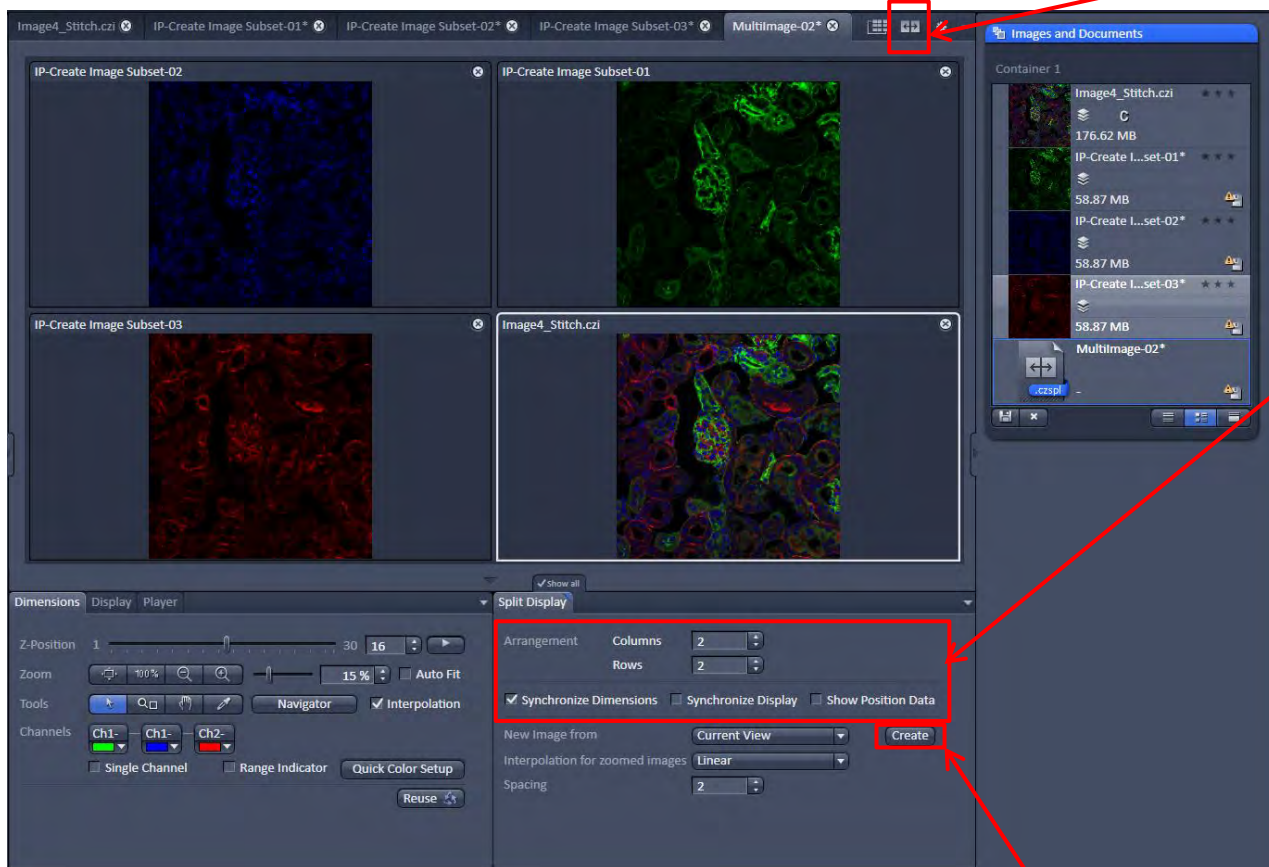 Image4_Stitch.czi IP-Create Image Subset-01* IP-Create Image Subset-02* IP-Create Image Subset-03* MultiImage-02*
IP-Create Image Subset-02
IP-Create Image Subset-01
IP-Create Image Subset-03
Image4_Stitch.czi
Show all
Dimensions Display Player
Z-Position 1 30 16
Zoom 100% 15 % Auto Fit
Tools Navigator Interpolation
Channels Ch1- Ch1- Ch2-
Single Channel Range Indicator Quick Color Setup
Reuse
Split Display
Arrangement Columns 2
Rows 2
Synchronize Dimensions Synchronize Display Show Position Data
New Image from Current View Create
Interpolation for zoomed images Linear
Spacing 2
Images and Documents
Container 1
Image4_Stitch.czi
C
176.62 MB
IP-Create I...set-01*
58.87 MB
IP-Create I...set-02*
58.87 MB
IP-Create I...set-03*
58.87 MB
MultiImage-02*
.czspl -